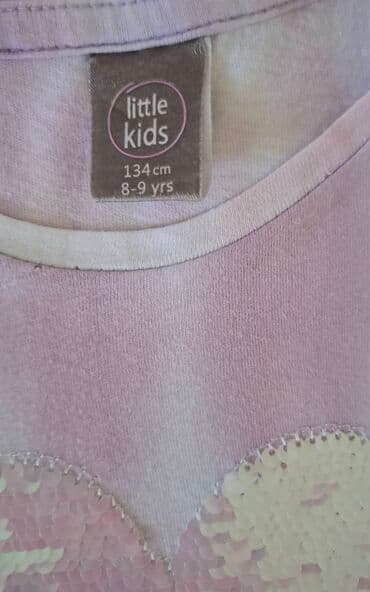 little
kids
134cm
8-9 yrs